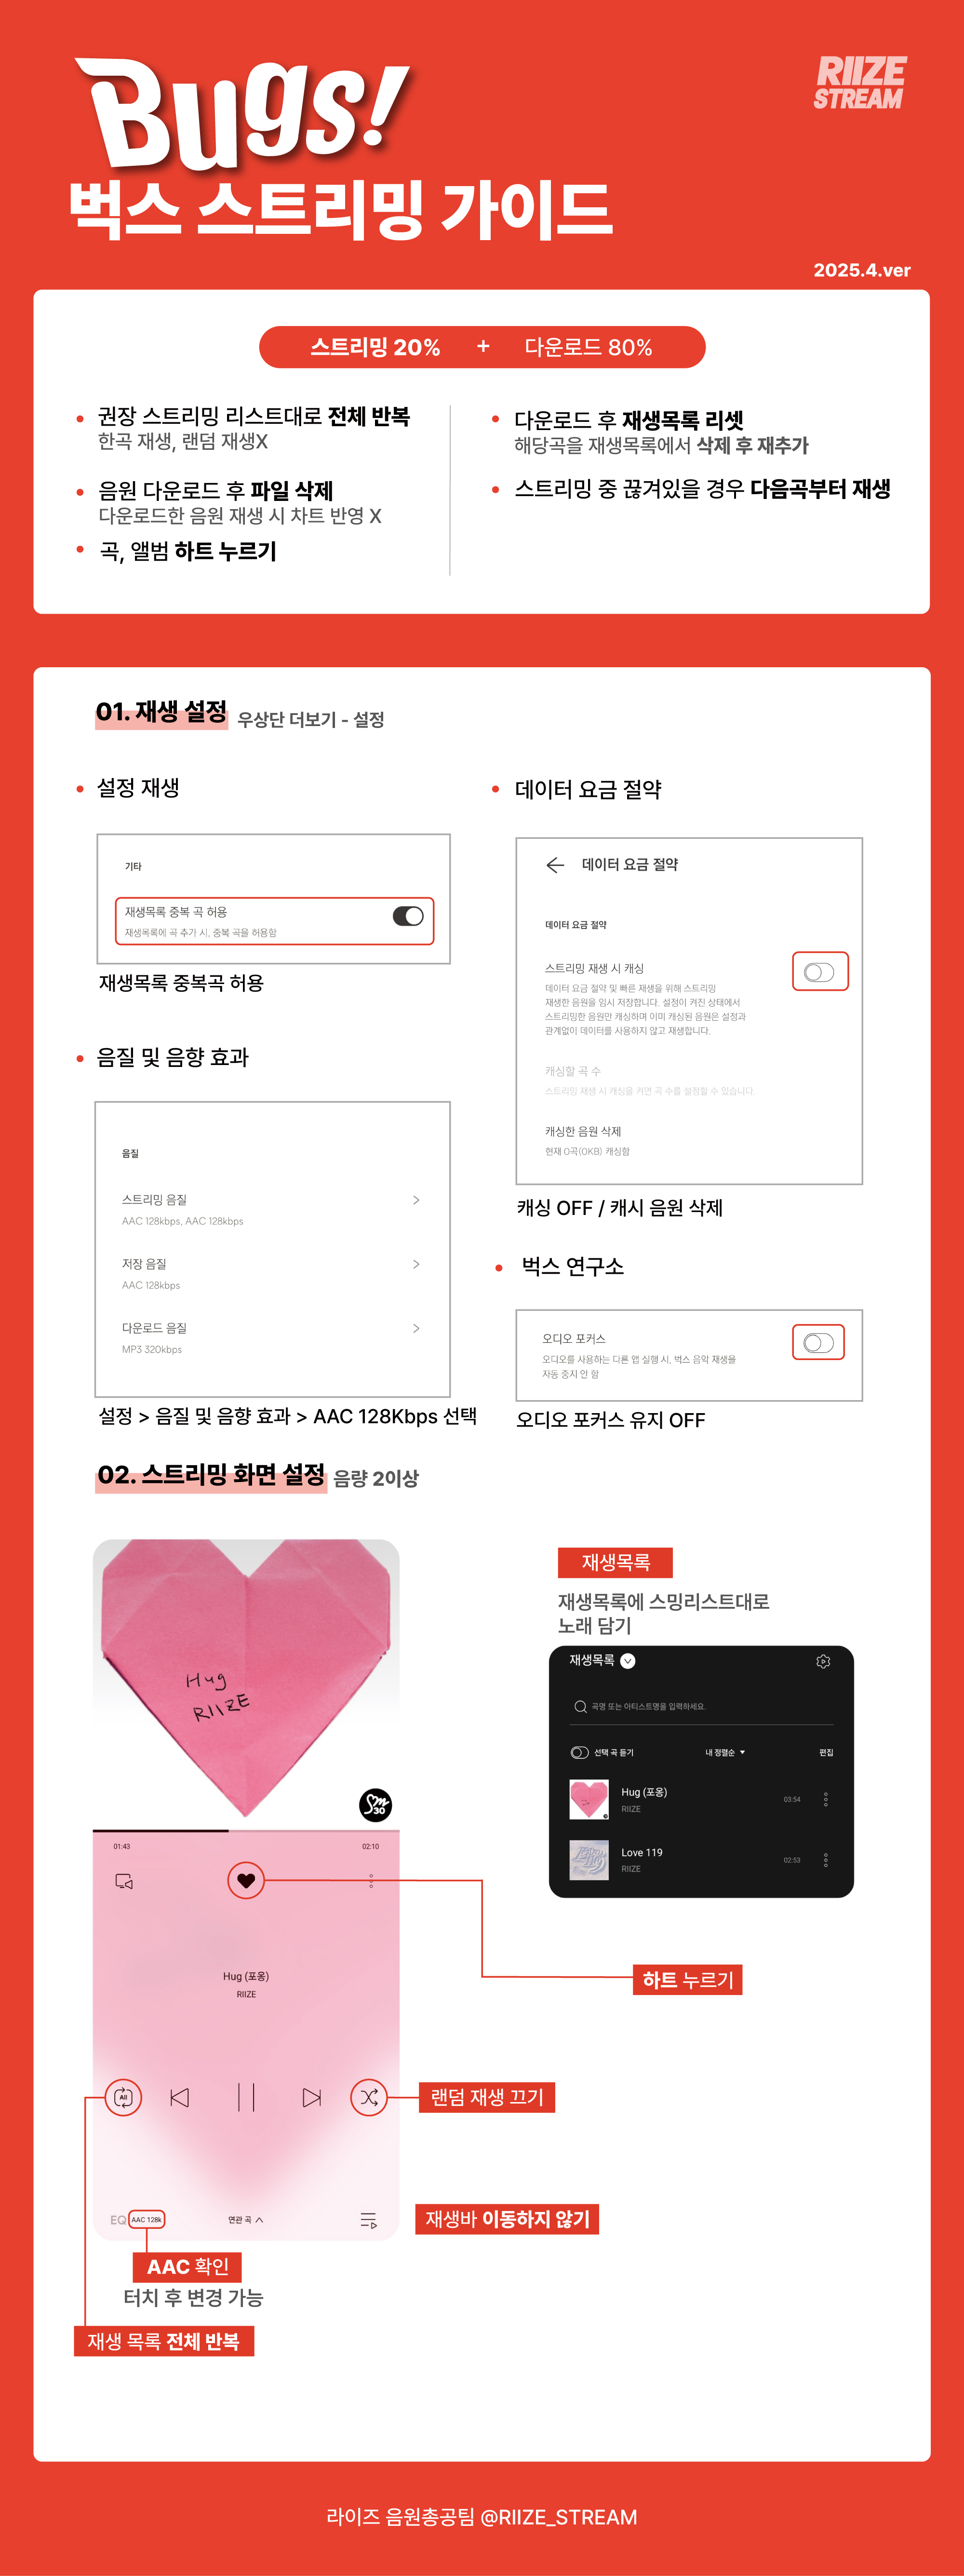 Bugs!
RIIZE
STREAM
벅스 스트리밍 가이드
2025.4.ver
스트리밍 20% + 다운로드 80%
권장 스트리밍 리스트대로 전체 반복
한곡 재생, 랜덤 재생X
음원 다운로드 후 파일 삭제
다운로드한 음원 재생 시 차트 반영 X
곡, 앨범 하트 누르기
다운로드 후 재생목록 리셋
해당곡을 재생목록에서 삭제 후 재추가
스트리밍 중 끊겨있을 경우 다음곡부터 재생
01. 재생 설정 우상단 더보기 - 설정
설정 재생
기타
재생목록 중복 곡 허용
재생목록에 곡 추가 시, 중복 곡을 허용함
재생목록 중복곡 허용
음질 및 음향 효과
음질
스트리밍 음질
AAC 128kbps, AAC 128kbps
저장 음질
AAC 128kbps
다운로드 음질
MP3 320kbps
설정 > 음질 및 음향 효과 > AAC 128Kbps 선택
데이터 요금 절약
데이터 요금 절약
데이터 요금 절약
스트리밍 재생 시 캐싱
데이터 요금 절약 및 빠른 재생을 위해 스트리밍
재생한 음원을 임시 저장합니다. 설정이 켜진 상태에서
스트리밍한 음원만 캐싱하며 이미 캐싱된 음원은 설정과
관계없이 데이터를 사용하지 않고 재생합니다.
캐싱할 곡 수
스트리밍 재생 시 캐싱을 켜면 곡 수를 설정할 수 있습니다.
캐싱한 음원 삭제
현재 0곡(0KB) 캐싱함
캐싱 OFF / 캐시 음원 삭제
벅스 연구소
오디오 포커스
오디오를 사용하는 다른 앱 실행 시, 벅스 음악 재생을
자동 중지 안 함
오디오 포커스 유지 OFF
02. 스트리밍 화면 설정 음량 2이상
Hug
RIIZE
SM
30
01:43
02:10
Hug (포옹)
RIIZE
All
EQ
AAC 128k
연관 곡
재생목록
재생목록에 스밍리스트대로
노래 담기
재생목록
곡명 또는 아티스트명을 입력하세요.
선택 곡 듣기
내 정렬순
편집
Hug (포옹)
RIIZE
03:54
Love 119
RIIZE
02:53
하트 누르기
랜덤 재생 끄기
재생바 이동하지 않기
AAC 확인
터치 후 변경 가능
재생 목록 전체 반복
라이즈 음원총공팀 @RIIZE_STREAM